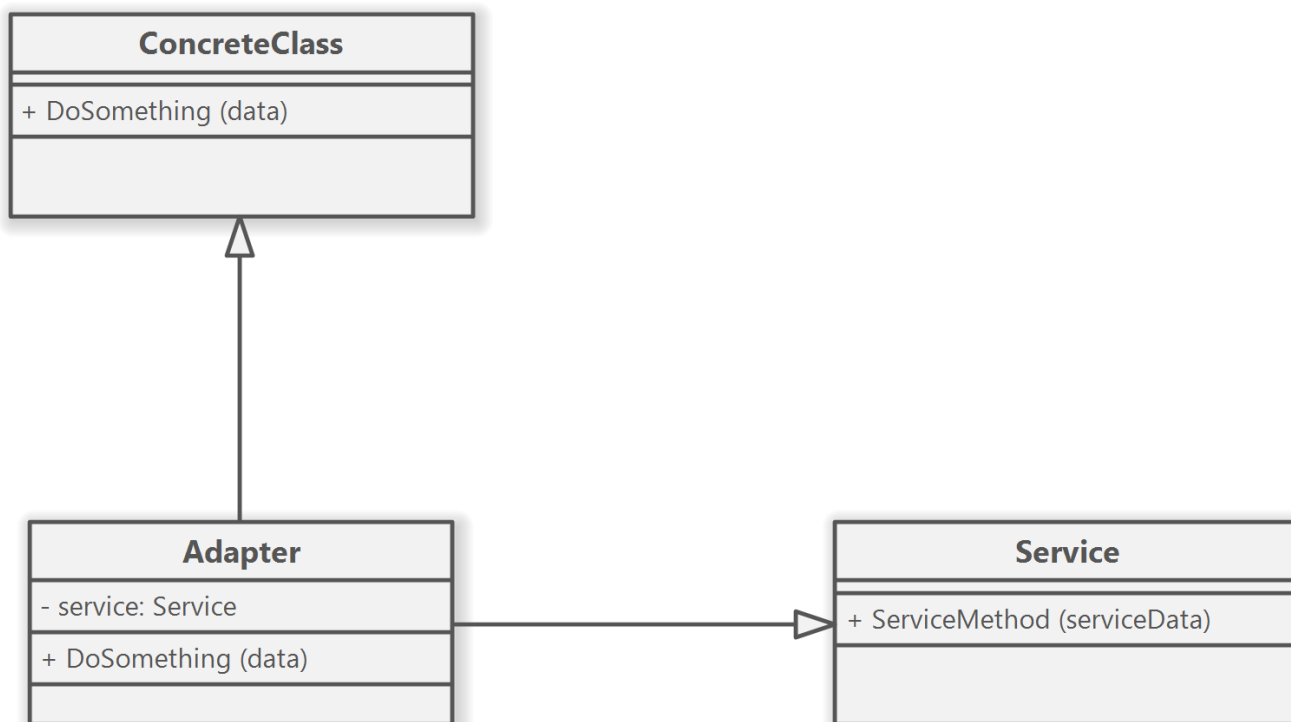 ConcreteClass
+ DoSomething (data)
Adapter
- service: Service
+ DoSomething (data)
Service
+ ServiceMethod (serviceData)